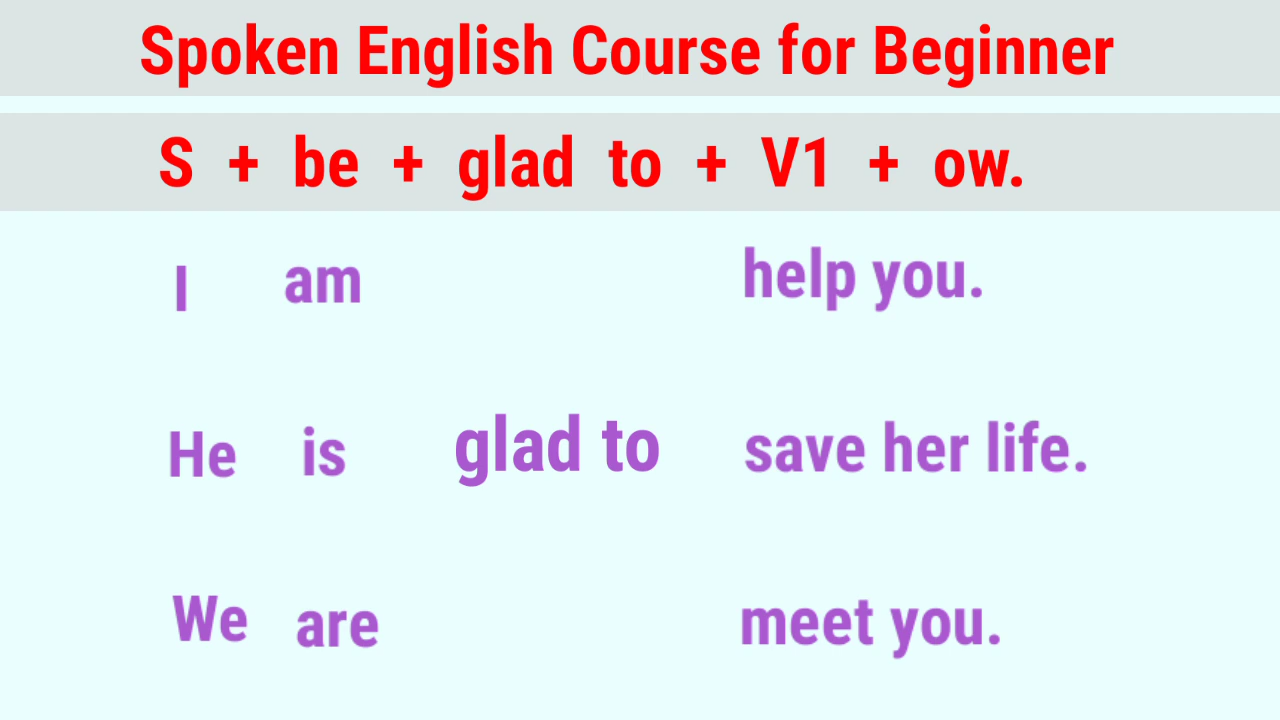 Spoken English Course for Beginner
S + be + glad to + V1 + ow.
I am help you.
He is glad to save her life.
We are meet you.